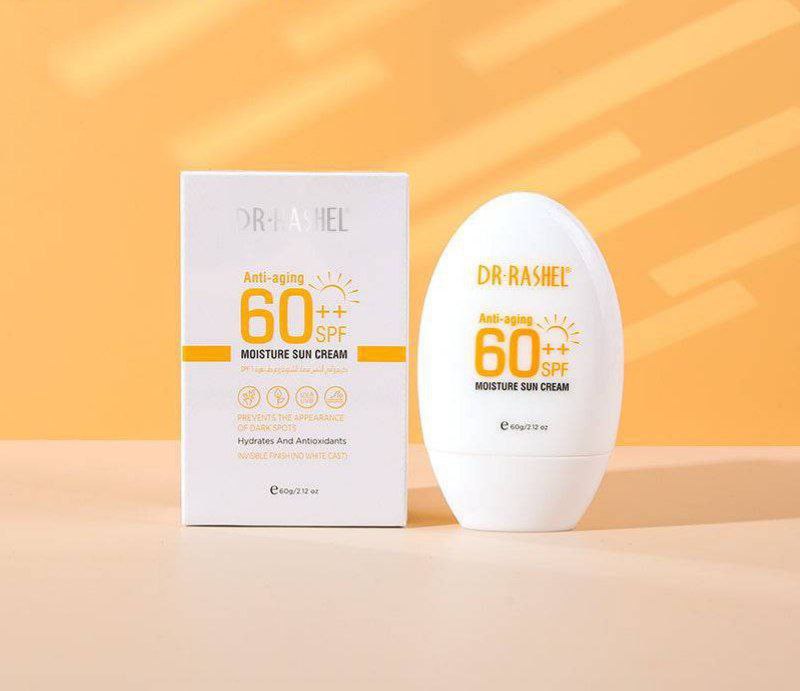 DR·RASHEL®
Anti-aging
60++
SPF
MOISTURE SUN CREAM
UVA
UVB
PREVENTS THE APPEARANCE
OF DARK SPOTS
Hydrates And Antioxidants
INVISIBLE FINISH (NO WHITE CAST)
e 60g/2.12 oz
DR·RASHEL®
Anti-aging
60++
SPF
MOISTURE SUN CREAM
e 60g/2.12 oz